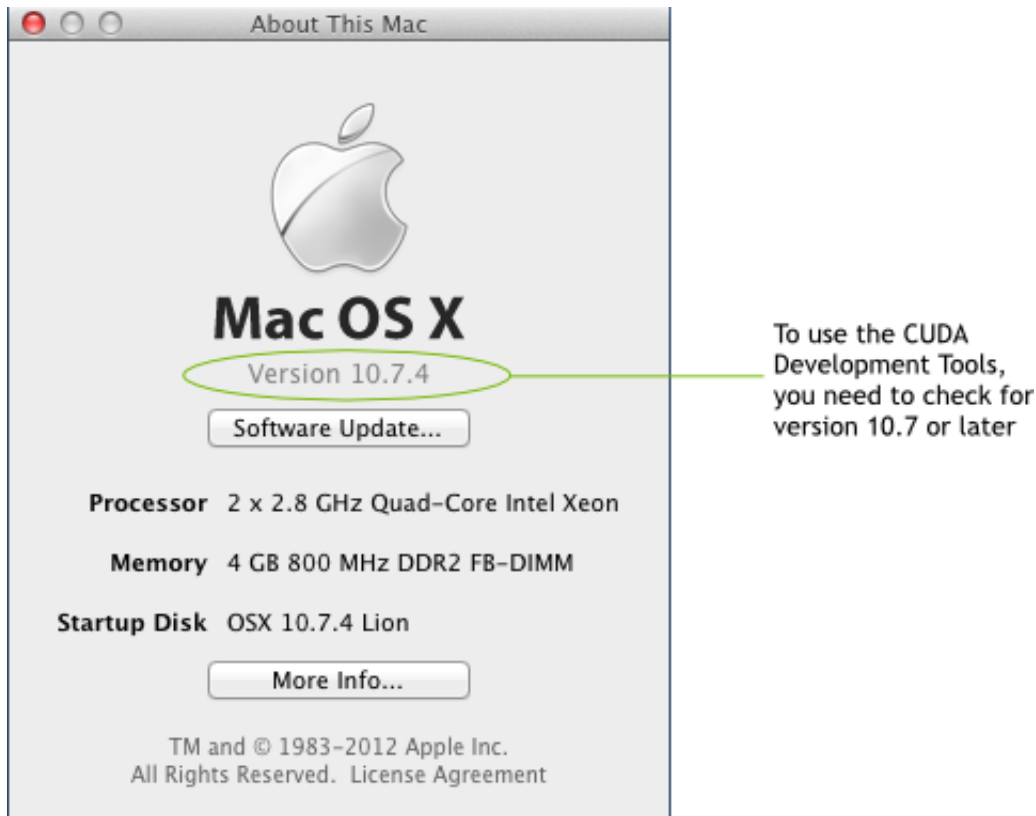 About This Mac
Mac OS X
Version 10.7.4
To use the CUDA
Development Tools,
you need to check for
version 10.7 or later
Software Update...
Processor 2 x 2.8 GHz Quad-Core Intel Xeon
Memory 4 GB 800 MHz DDR2 FB-DIMM
Startup Disk OSX 10.7.4 Lion
More Info...
TM and © 1983-2012 Apple Inc.
All Rights Reserved. License Agreement